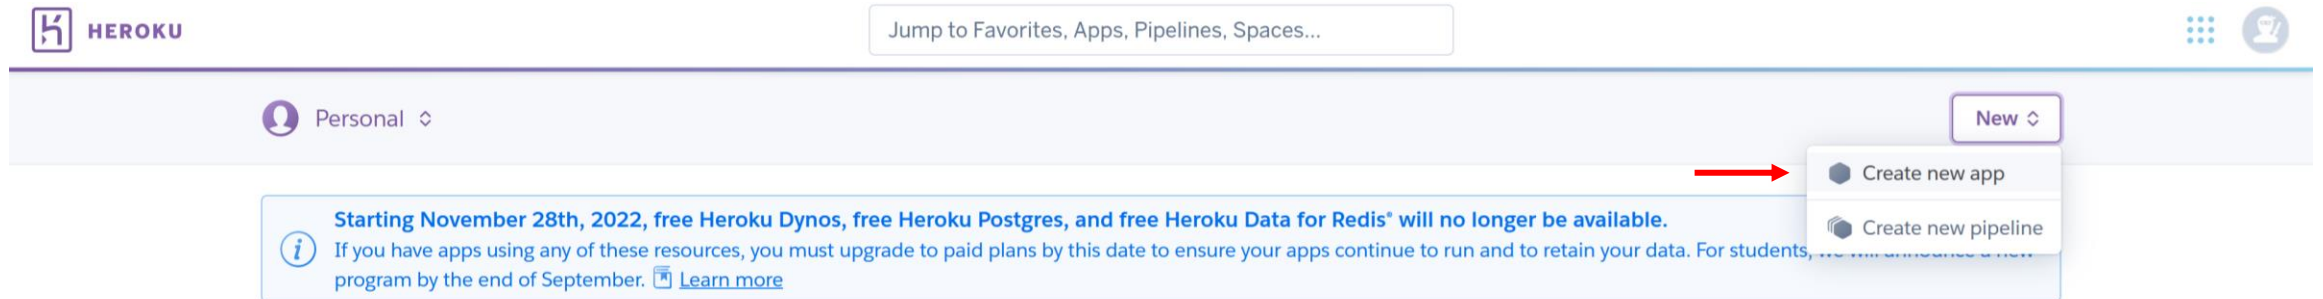 HEROKU
Jump to Favorites, Apps, Pipelines, Spaces...
Personal
New
Create new app
Create new pipeline
Starting November 28th, 2022, free Heroku Dynos, free Heroku Postgres, and free Heroku Data for Redis® will no longer be available.
If you have apps using any of these resources, you must upgrade to paid plans by this date to ensure your apps continue to run and to retain your data. For students, we will announce a new
program by the end of September. Learn more